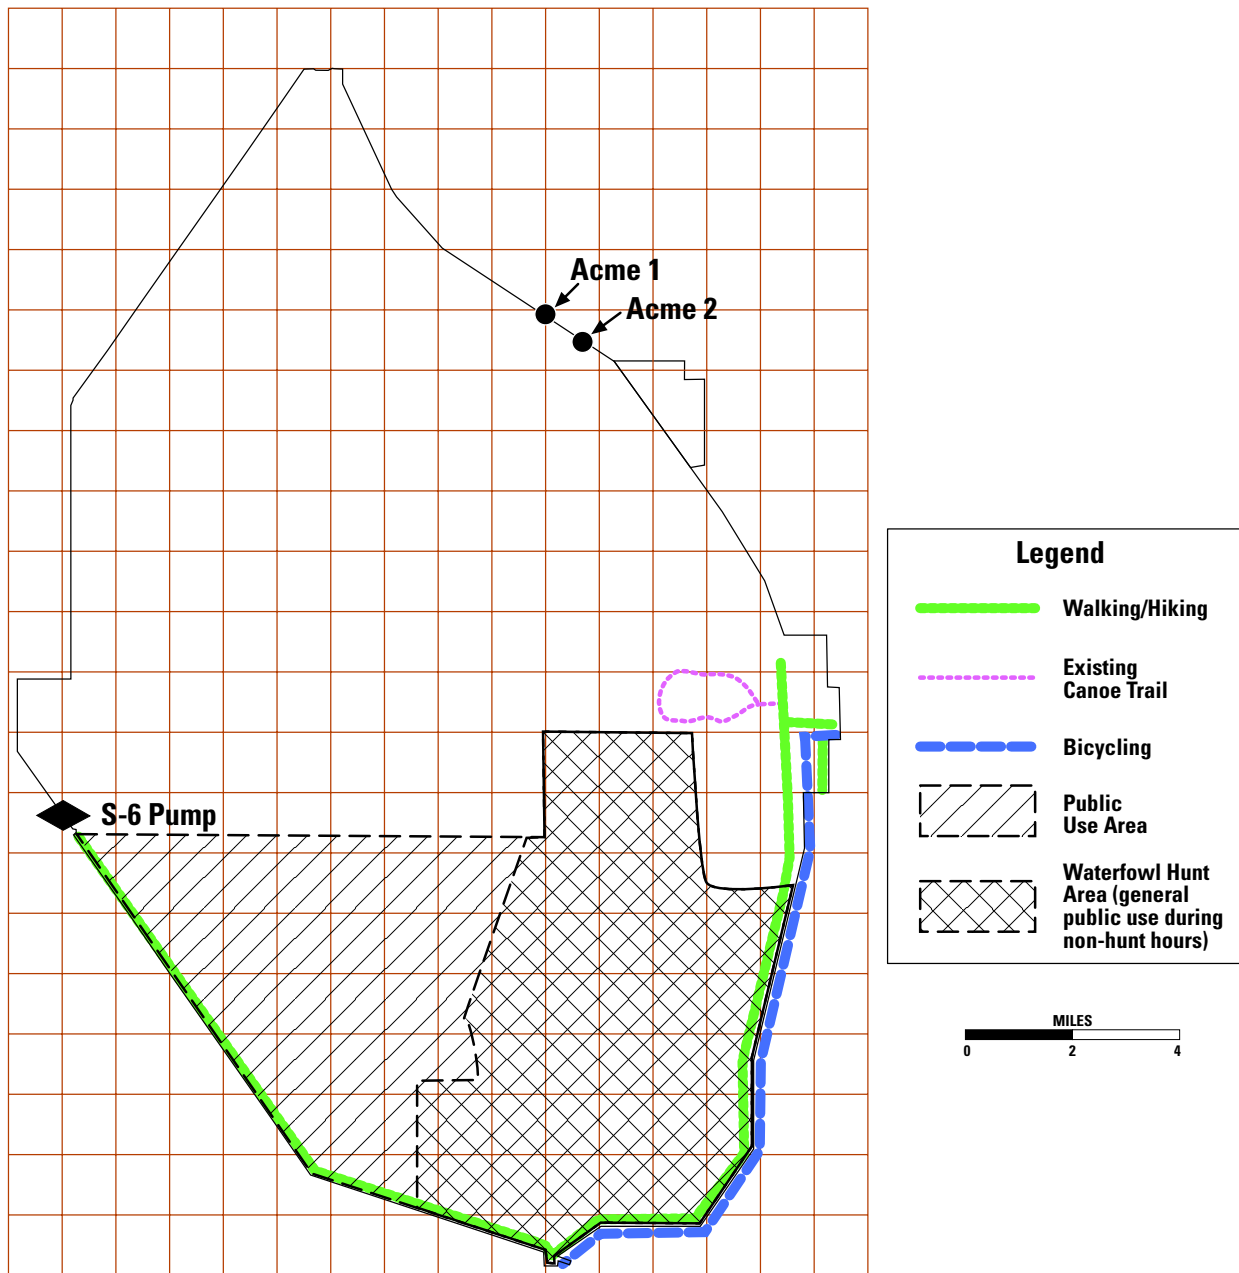 Acme 1
Acme 2
S-6 Pump
Legend
Walking/Hiking
Existing
Canoe Trail
Bicycling
Public
Use Area
Waterfowl Hunt
Area (general
public use during
non-hunt hours)
MILES
0 2 4